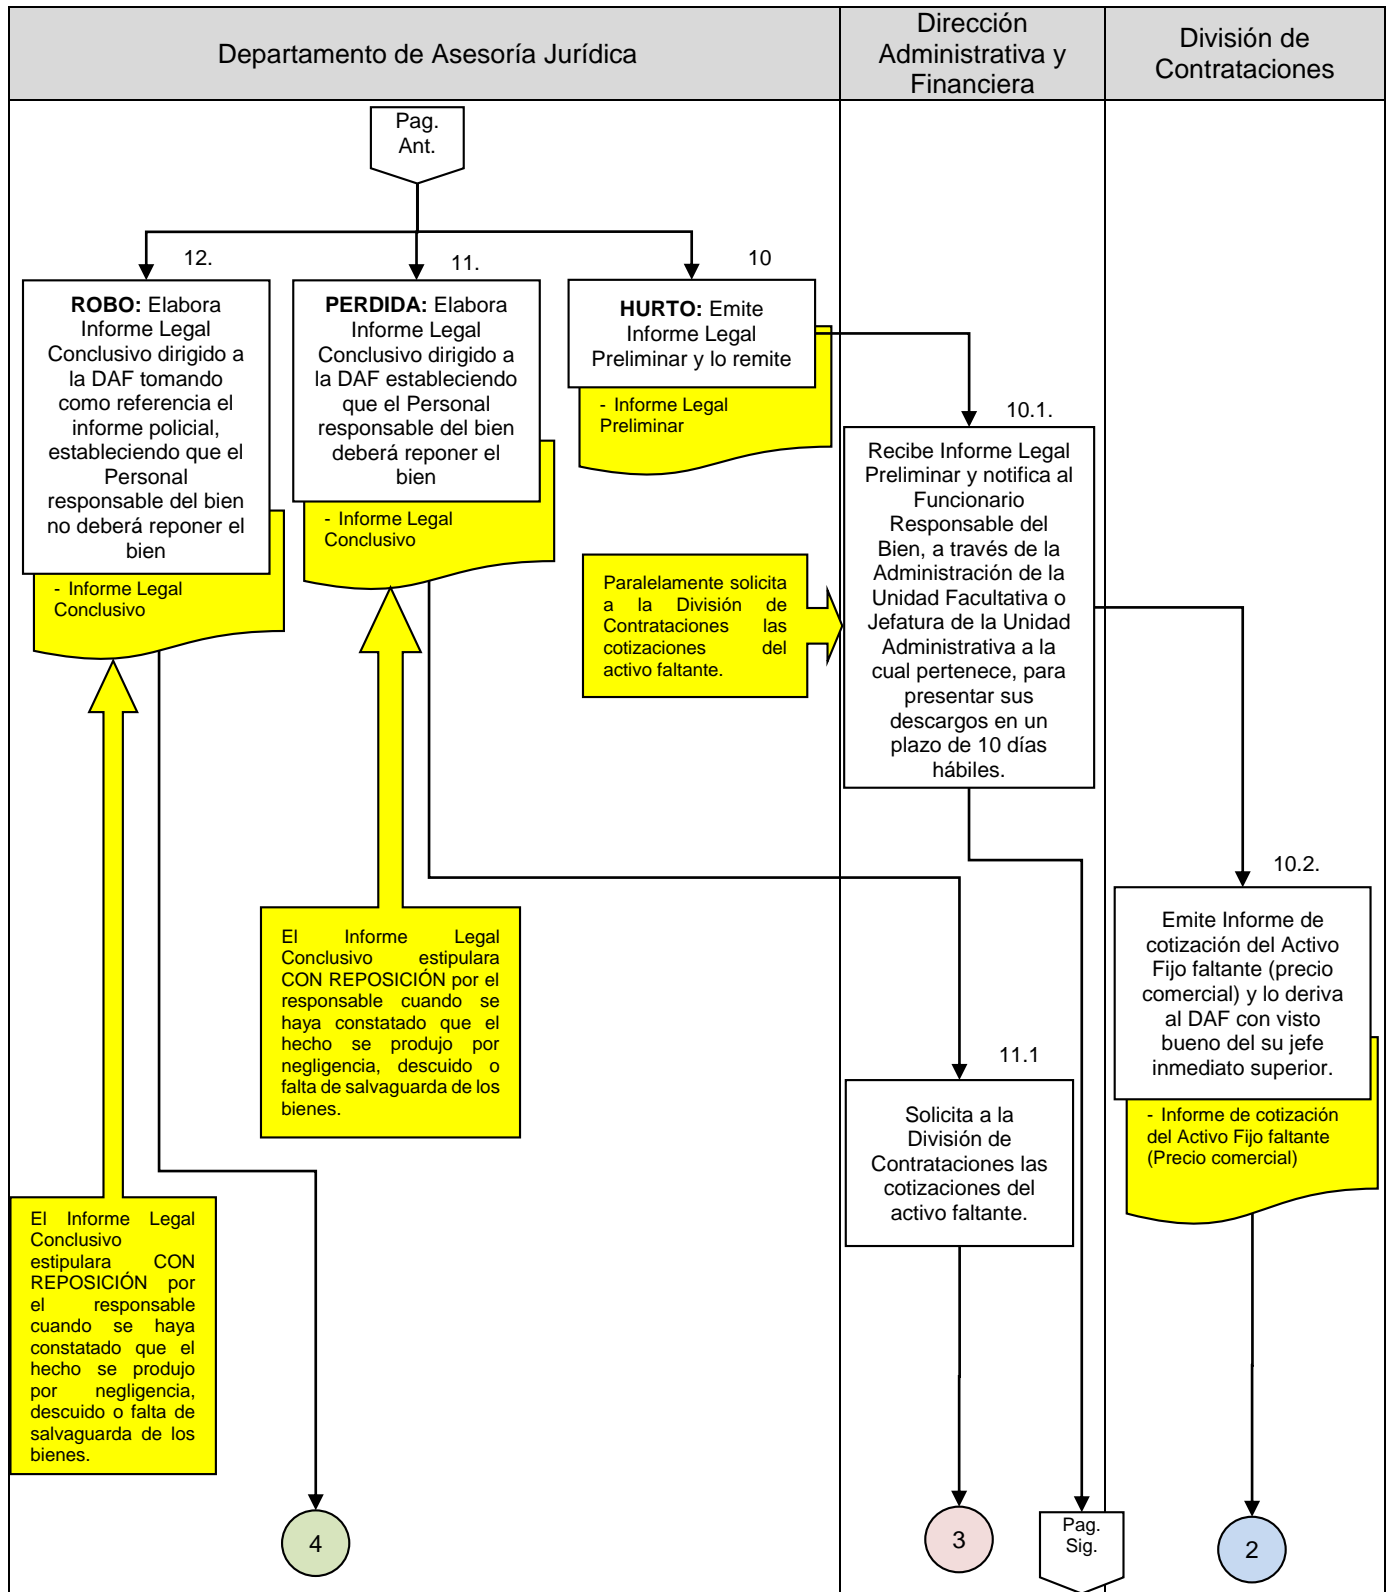 Departamento de Asesoría Jurídica
Dirección
Administrativa y
Financiera
División de
Contrataciones
Pag.
Ant.
12.
ROBO: Elabora
Informe Legal
Conclusivo dirigido a
la DAF tomando
como referencia el
informe policial,
estableciendo que el
Personal
responsable del bien
no deberá reponer el
bien
- Informe Legal
Conclusivo
11.
PERDIDA: Elabora
Informe Legal
Conclusivo dirigido a
la DAF estableciendo
que el Personal
responsable del bien
deberá reponer el
bien
- Informe Legal
Conclusivo
10
HURTO: Emite
Informe Legal
Preliminar y lo remite
- Informe Legal
Preliminar
10.1.
Recibe Informe Legal
Preliminar y notifica al
Funcionario
Responsable del
Bien, a través de la
Administración de la
Unidad Facultativa o
Jefatura de la Unidad
Administrativa a la
cual pertenece, para
presentar sus
descargos en un
plazo de 10 días
hábiles.
Paralelamente solicita
a la División de
Contrataciones las
cotizaciones del
activo faltante.
10.2.
Emite Informe de
cotización del Activo
Fijo faltante (precio
comercial) y lo deriva
al DAF con visto
bueno del su jefe
inmediato superior.
- Informe de cotización
del Activo Fijo faltante
(Precio comercial)
El Informe Legal
Conclusivo estipulara
CON REPOSICIÓN por el
responsable cuando se
haya constatado que el
hecho se produjo por
negligencia, descuido o
falta de salvaguarda de los
bienes.
11.1
Solicita a la
División de
Contrataciones las
cotizaciones del
activo faltante.
El Informe Legal
Conclusivo
estipulara CON
REPOSICIÓN por
el responsable
cuando se haya
constatado que el
hecho se produjo
por negligencia,
descuido o falta de
salvaguarda de los
bienes.
4
3
Pag.
Sig.
2